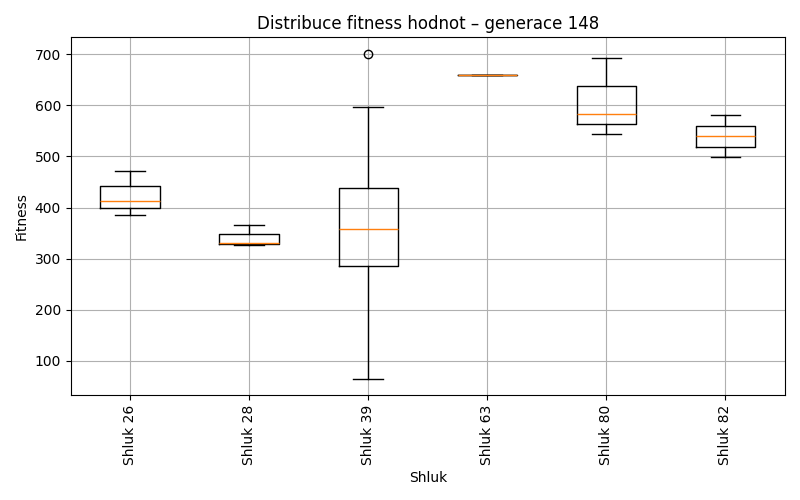 Distribuce fitness hodnot – generace 148
Fitness
700
600
500
400
300
200
100
Shluk 26
Shluk 28
Shluk 39
Shluk 63
Shluk 80
Shluk 82
Shluk